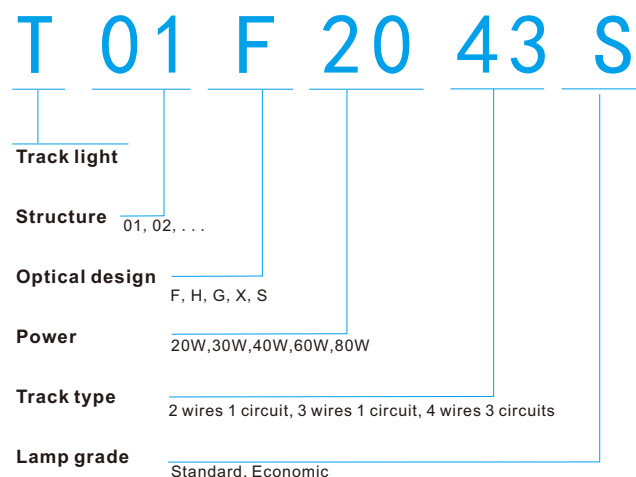 T 01 F 20 43 S
Track light
Structure
01, 02, . . .
Optical design
F, H, G, X, S
Power
20W,30W,40W,60W,80W
Track type
2 wires 1 circuit, 3 wires 1 circuit, 4 wires 3 circuits
Lamp grade
Standard, Economic